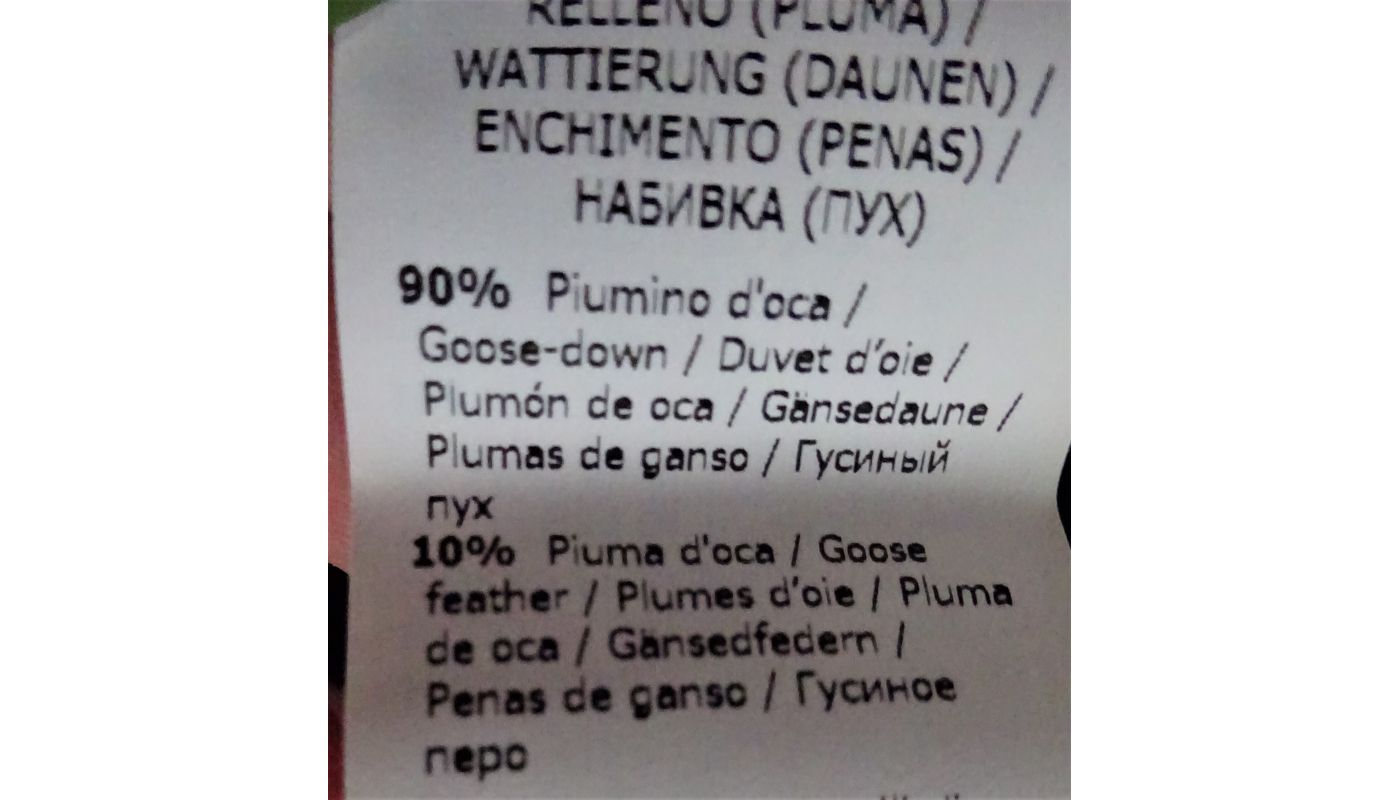 RELLENO (PLUMA) /
WATTIERUNG (DAUNEN) /
ENCHIMENTO (PENAS) /
НАБИВКА (ПУХ)
90% Piumino d'oca /
Goose-down / Duvet d’oie /
Plumón de oca / Gänsedaune /
Plumas de ganso / Гусиный
пух
10% Piuma d'oca / Goose
feather / Plumes d’oie / Pluma
de oca / Gänsedfedern /
Penas de ganso / Гусиное
перо